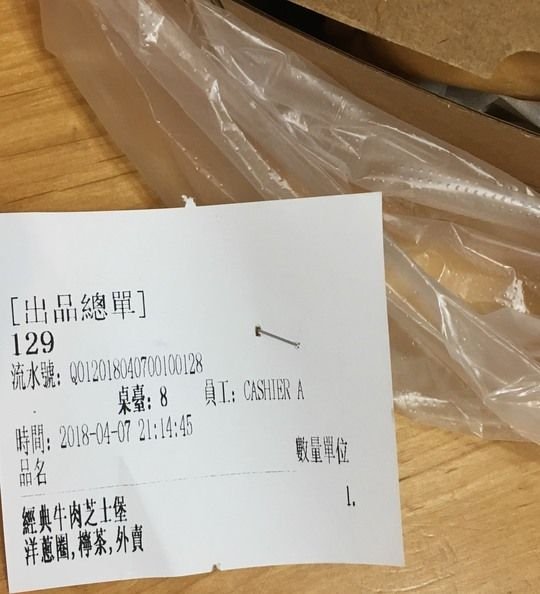 [出品總單]
129
流水號: Q012018040700100128
桌臺: 8 員工: CASHIER A
時間: 2018-04-07 21:14:45
品名 數量單位
經典牛肉芝士堡 1.
洋蔥圈,檸茶,外賣